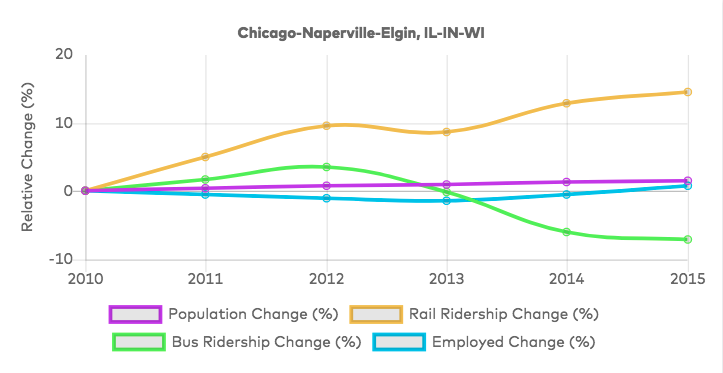 Chicago-Naperville-Elgin, IL-IN-WI
20
10
0
-10
Relative Change (%)
2010 2011 2012 2013 2014 2015
Population Change (%) Rail Ridership Change (%)
Bus Ridership Change (%) Employed Change (%)